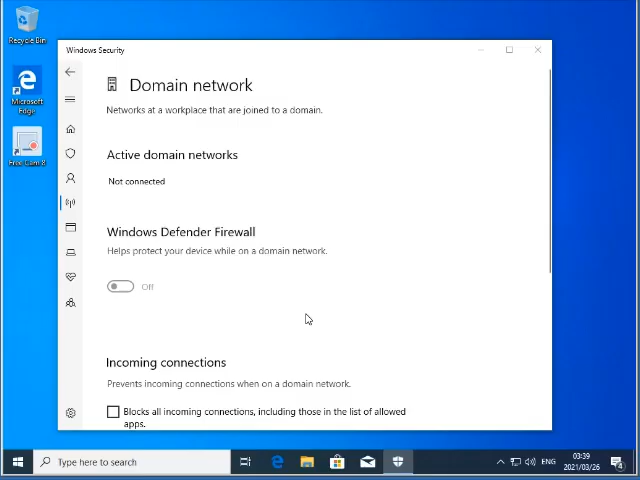 Recycle Bin
Microsoft
Edge
Free Cam 8
Windows Security
Domain network
Networks at a workplace that are joined to a domain.
Active domain networks
Not connected
Windows Defender Firewall
Helps protect your device while on a domain network.
Off
Incoming connections
Prevents incoming connections when on a domain network.
Blocks all incoming connections, including those in the list of allowed
apps.
Type here to search
ENG
03:39
2021/03/26
4